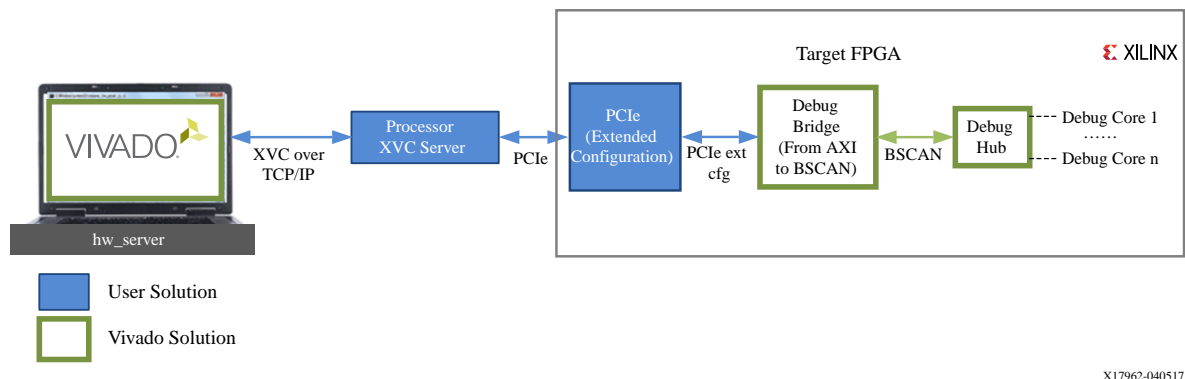 Target FPGA
XILINX
VIVADO.
hw_server
XVC over
TCP/IP
Processor
XVC Server
PCIe
PCIe
(Extended
Configuration)
PCIe ext
cfg
Debug
Bridge
(From AXI
to BSCAN)
BSCAN
Debug
Hub
Debug Core 1
......
Debug Core n
User Solution
Vivado Solution
X17962-040517